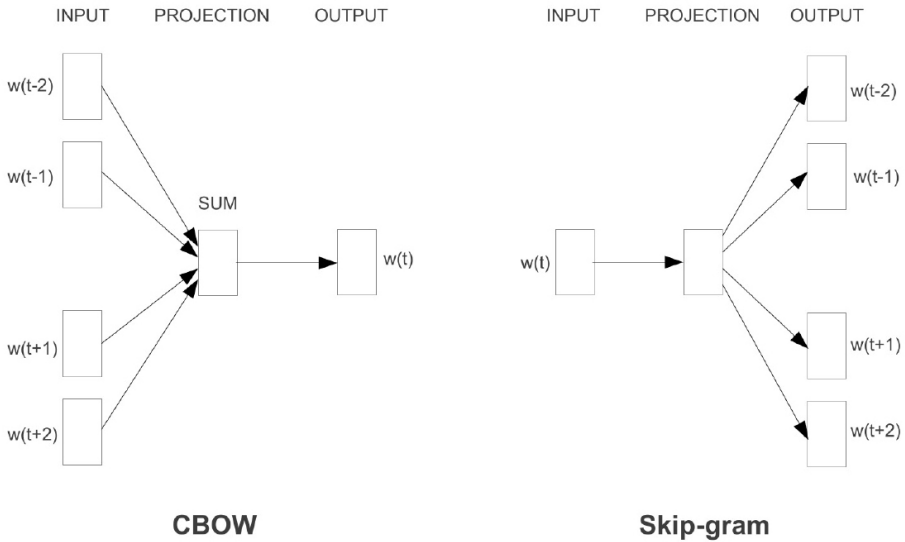 INPUT PROJECTION OUTPUT
w(t-2)
w(t-1)
SUM
w(t)
w(t+1)
w(t+2)
CBOW
INPUT PROJECTION OUTPUT
w(t-2)
w(t-1)
w(t)
w(t+1)
w(t+2)
Skip-gram